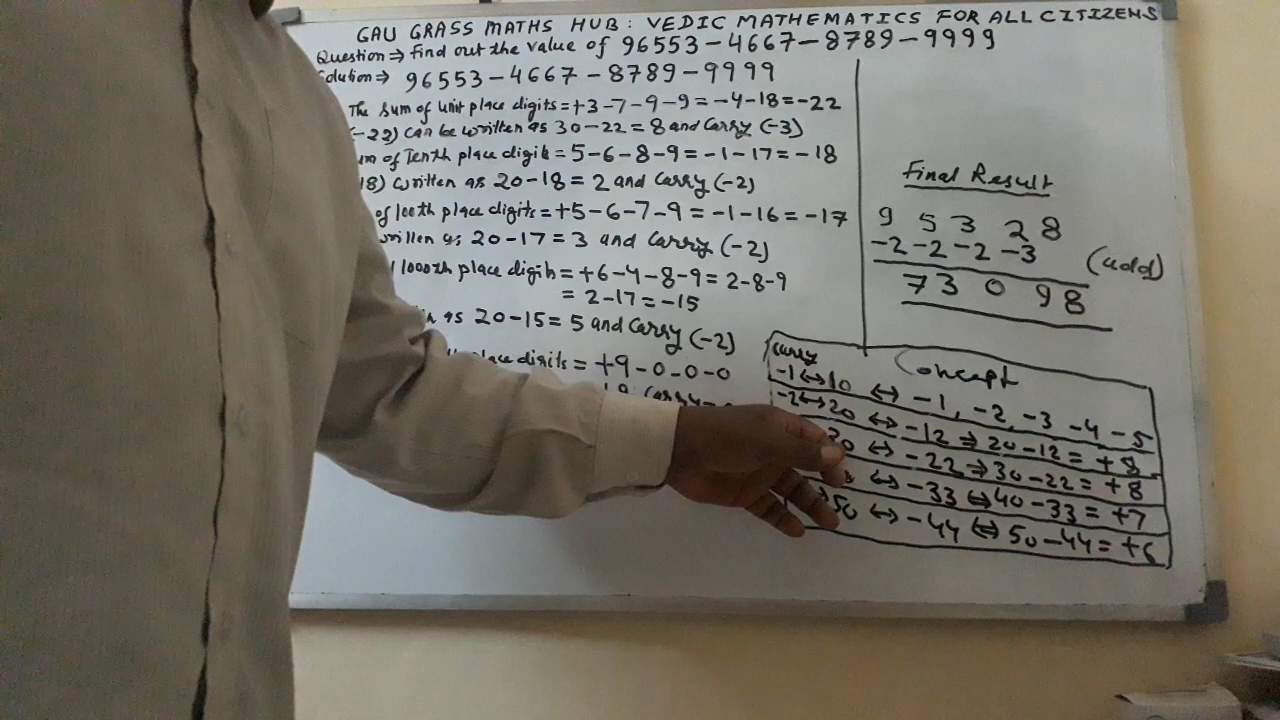 GAU GRASS MATHS HUB: VEDIC MATHEMATICS FOR ALL CITIZENS
Question⇒ find out the value of 96553-4667-8789-9999
Solution⇒ 96553-4667-8789-9999
The sum of unit place digits=+3-7-9-9=-4-18=-22
(-22) can be written as 30-22=8 and carry (-3)
of Tenth place digits=5-6-8-9=-1-17=-18
18) written as 20-18=2 and carry (-2)
of 100th place digits=+5-6-7-9=-1-16=-17
written as 20-17=3 and carry (-2)
1000th place digits=+6-4-8-9=2-8-9
=2-17=-15
as 20-15=5 and carry (-2)
place digits=+9-0-0-0
Final Result
9 5 3 2 8
-2-2-2-3 (add)
7 3 0 9 8
Concept
carry
-1↔10 ↔ -1, -2, -3 -4 -5
-2↔20 ↔ -12 ⇒ 20-12=+8
30 ↔ -22 ⇒ 30-22=+8
↔ -33 ↔ 40-33=+7
50 ↔ -44 ↔ 50-44=+6